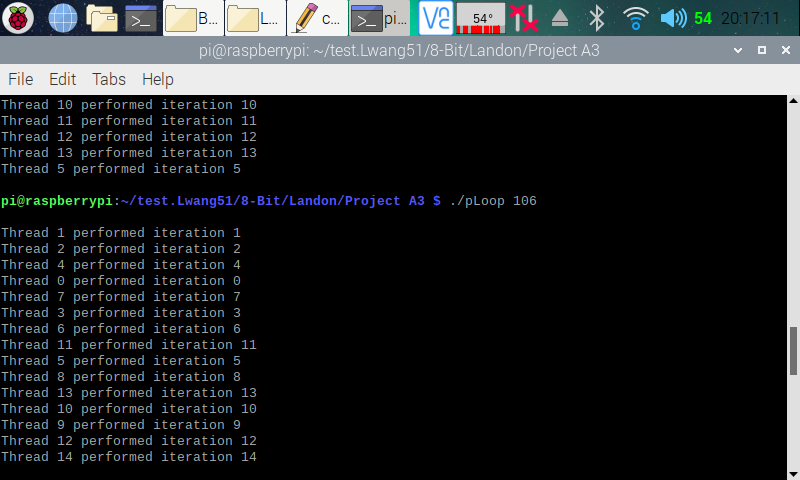 B...
L...
c...
pi...
54°
54
20:17:11
pi@raspberrypi: ~/test.Lwang51/8-Bit/Landon/Project A3
File Edit Tabs Help
Thread 10 performed iteration 10
Thread 11 performed iteration 11
Thread 12 performed iteration 12
Thread 13 performed iteration 13
Thread 5 performed iteration 5
pi@raspberrypi:~/test.Lwang51/8-Bit/Landon/Project A3 $ ./pLoop 106
Thread 1 performed iteration 1
Thread 2 performed iteration 2
Thread 4 performed iteration 4
Thread 0 performed iteration 0
Thread 7 performed iteration 7
Thread 3 performed iteration 3
Thread 6 performed iteration 6
Thread 11 performed iteration 11
Thread 5 performed iteration 5
Thread 8 performed iteration 8
Thread 13 performed iteration 13
Thread 10 performed iteration 10
Thread 9 performed iteration 9
Thread 12 performed iteration 12
Thread 14 performed iteration 14